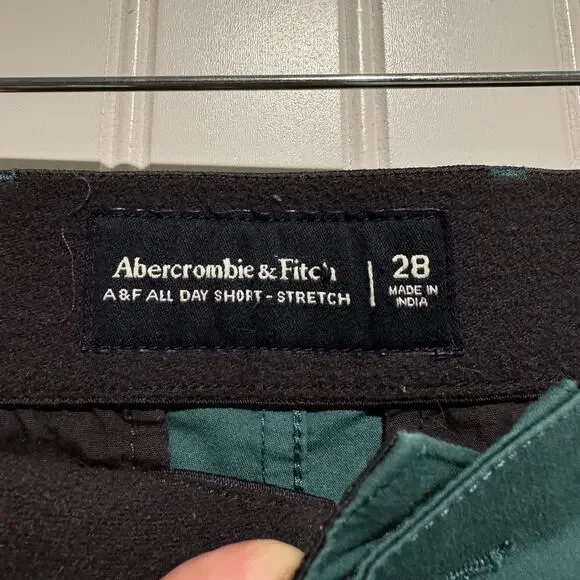 Abercrombie & Fitch
A&F ALL DAY SHORT-STRETCH
28
MADE IN
INDIA